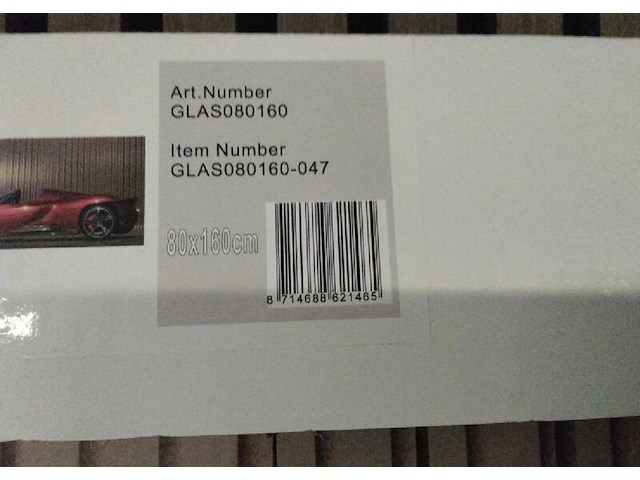 Art.Number
GLAS080160
Item Number
GLAS080160-047
80x160cm
8 714688 621465